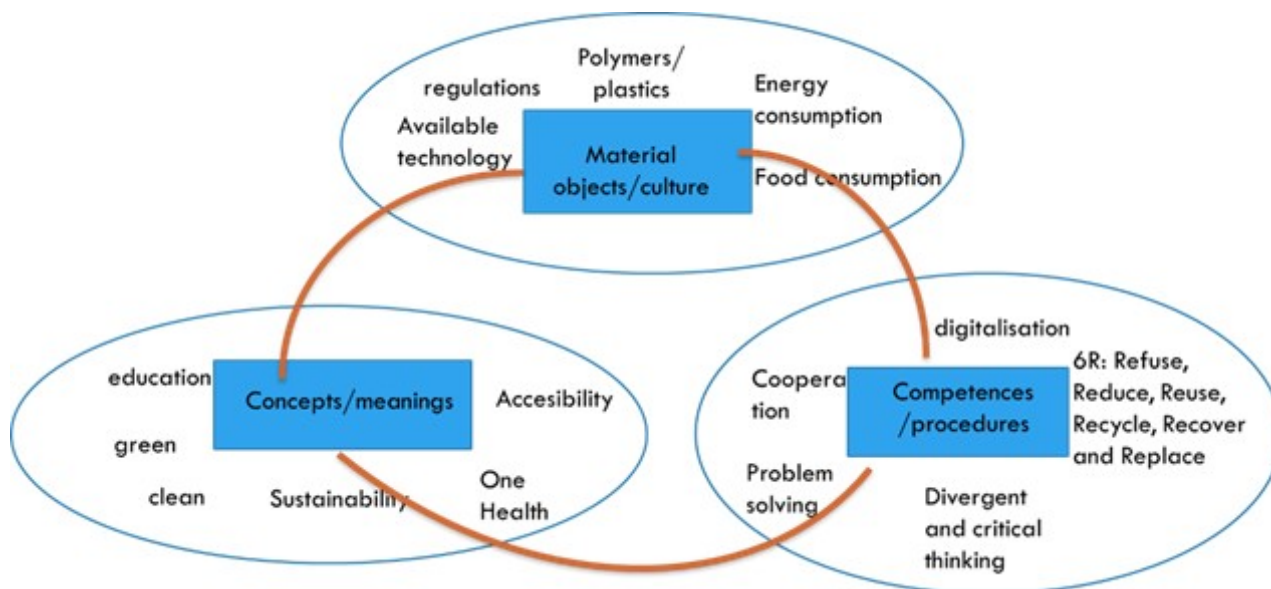 Polymers/
plastics
regulations
Energy
consumption
Available
technology
Material
objects/culture
Food consumption
digitalisation
education
Concepts/meanings
Accesibility
green
clean
Sustainability
One
Health
Coopera
tion
Competences
/procedures
6R: Refuse,
Reduce, Reuse,
Recycle, Recover
and Replace
Problem
solving
Divergent
and critical
thinking